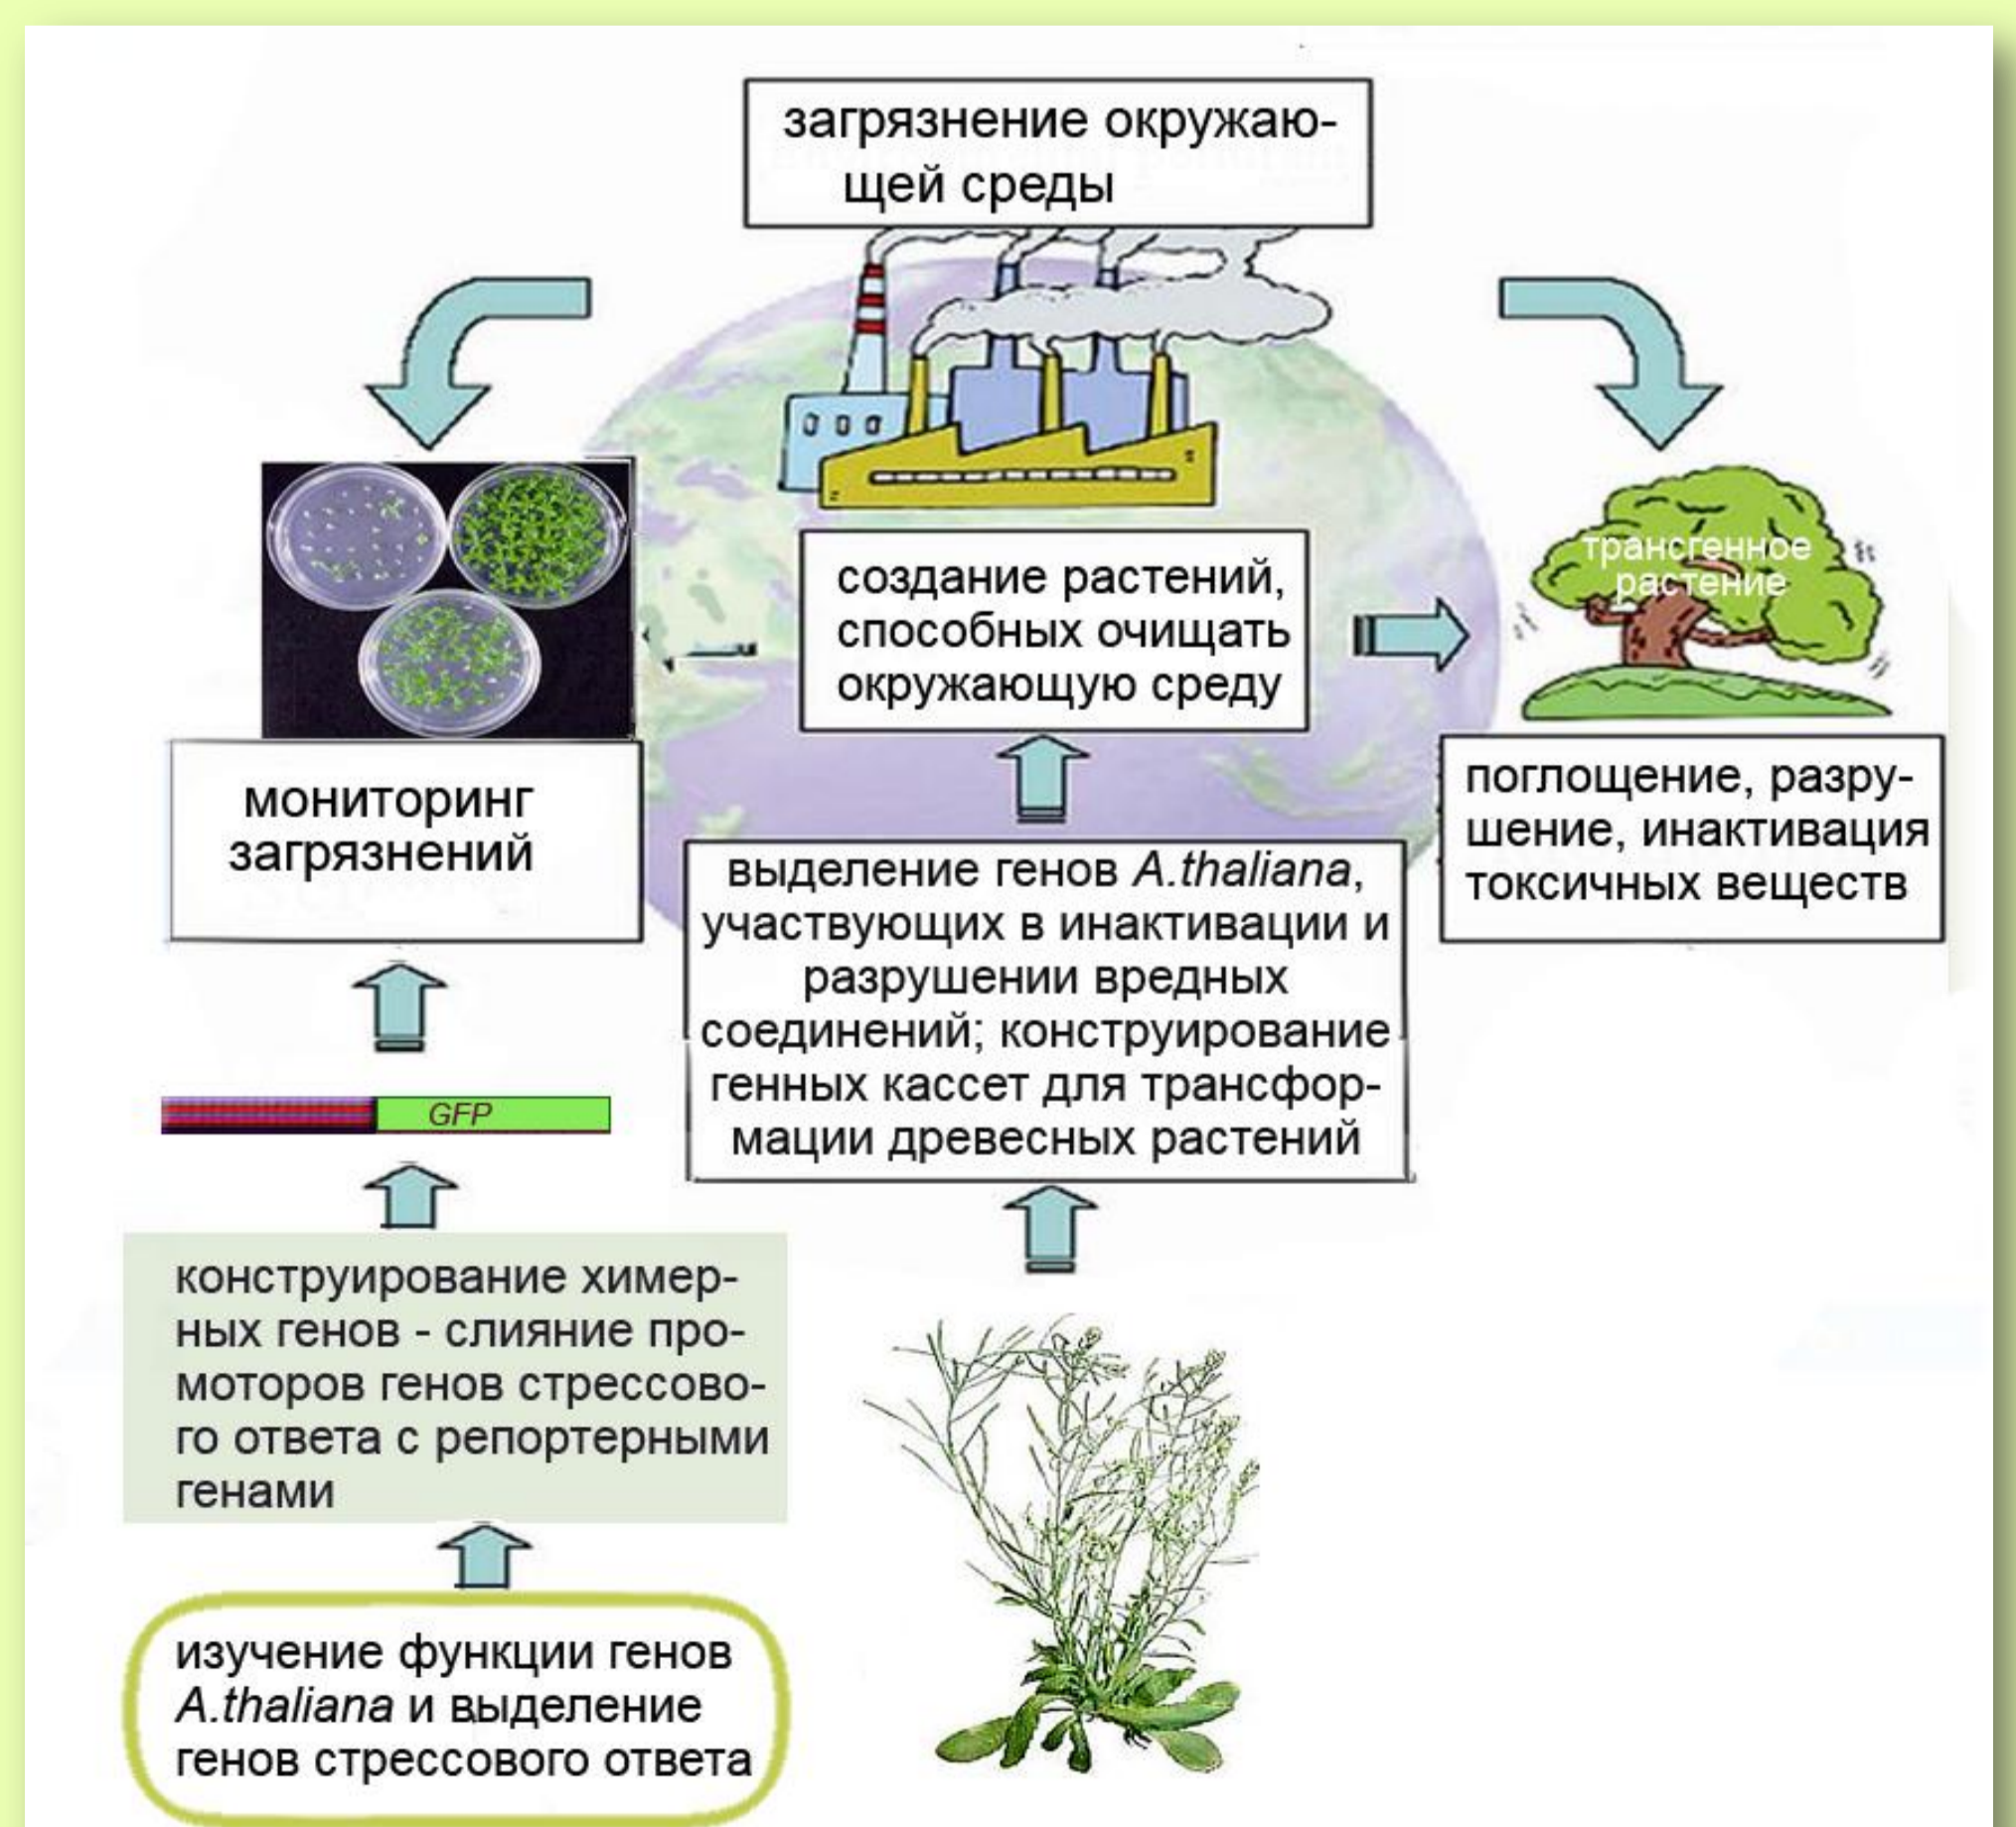 загрязнение окружаю-
щей среды
трансгенное
растение
создание растений,
способных очищать
окружающую среду
мониторинг
загрязнений
поглощение, разру-
шение, инактивация
токсичных веществ
выделение генов A.thaliana,
участвующих в инактивации и
разрушении вредных
соединений; конструирование
генных кассет для трансфор-
мации древесных растений
GFP
конструирование химер-
ных генов - слияние про-
моторов генов стрессово-
го ответа с репортерными
генами
изучение функции генов
A.thaliana и выделение
генов стрессового ответа